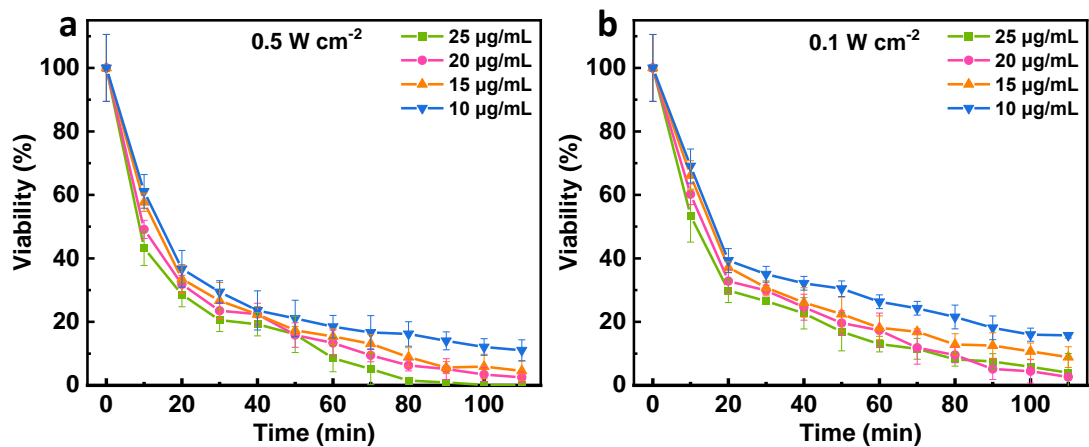 a
0.5 W cm⁻²
25 µg/mL
20 µg/mL
15 µg/mL
10 µg/mL
100
80
60
40
20
0
Viability (%)
0 20 40 60 80 100
Time (min)
b
0.1 W cm⁻²
25 µg/mL
20 µg/mL
15 µg/mL
10 µg/mL
100
80
60
40
20
0
Viability (%)
0 20 40 60 80 100
Time (min)